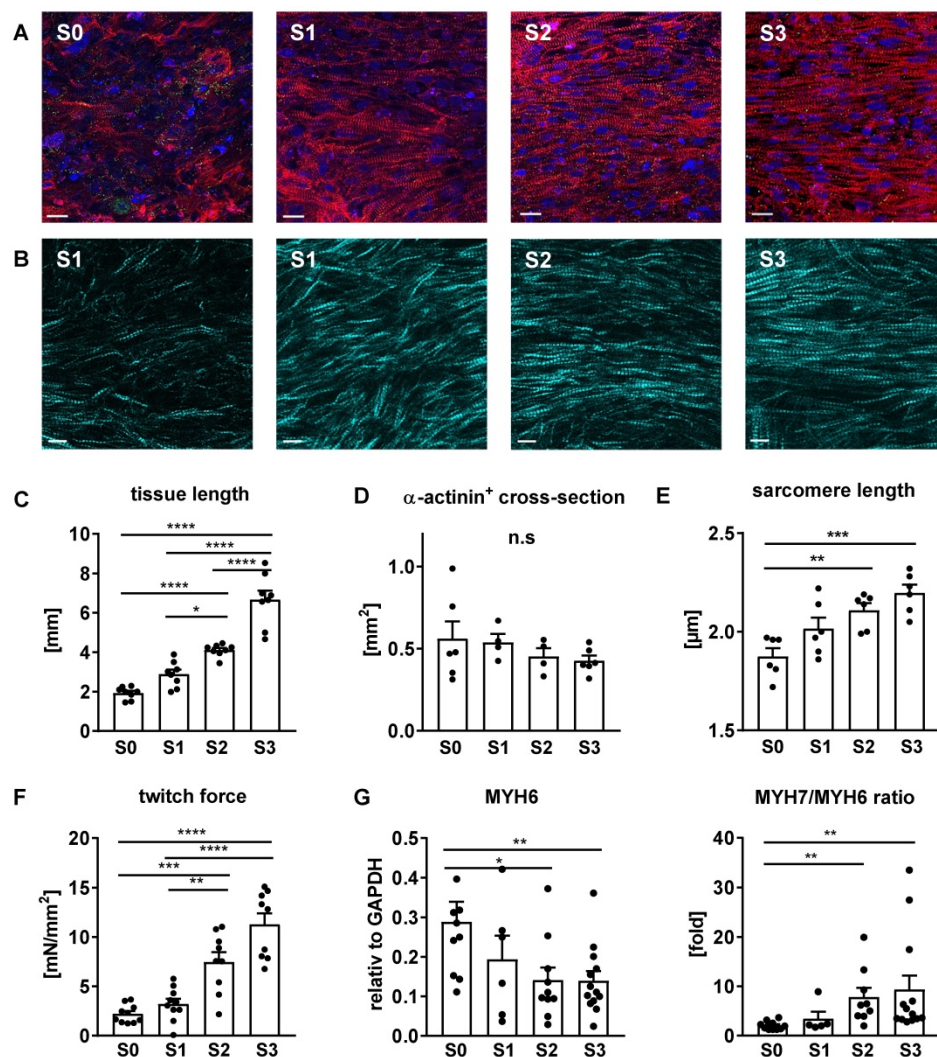 A S0 S1 S2 S3
B S1 S1 S2 S3
C tissue length
[mm]
8
6
4
2
0
**** **** **** **** *
S0 S1 S2 S3
D α-actinin⁺ cross-section
n.s
[mm²]
1.0
0.5
0.0
S0 S1 S2 S3
E sarcomere length
[µm]
2.5
2.0
1.5
*** **
S0 S1 S2 S3
F twitch force
[mN/mm²]
20
15
10
5
0
**** **** *** **
S0 S1 S2 S3
G MYH6
relativ to GAPDH
0.5
0.4
0.3
0.2
0.1
0.0
** *
S0 S1 S2 S3
MYH7/MYH6 ratio
[fold]
40
30
20
10
0
** **
S0 S1 S2 S3